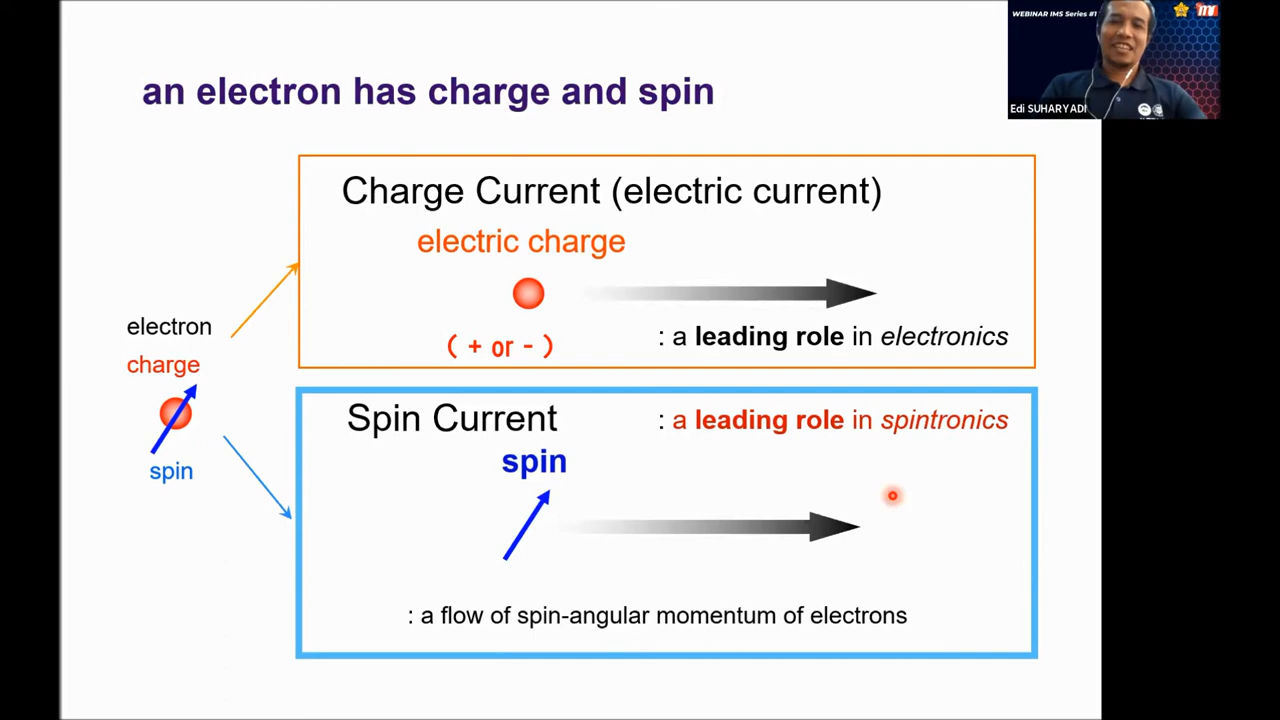 WEBINAR IMS Series #1
Edi SUHARYADI
an electron has charge and spin
Charge Current (electric current)
electric charge
( + or - )
: a leading role in electronics
electron
charge
spin
Spin Current
: a leading role in spintronics
spin
: a flow of spin-angular momentum of electrons